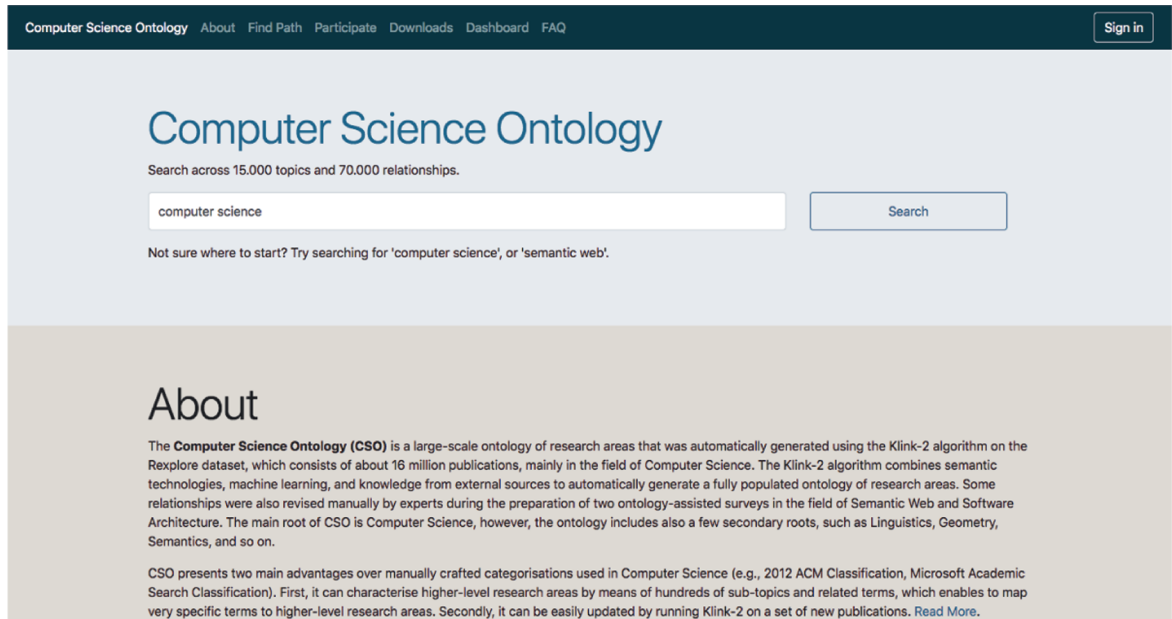 Computer Science Ontology About Find Path Participate Downloads Dashboard FAQ Sign in
Computer Science Ontology
Search across 15.000 topics and 70.000 relationships.
computer science Search
Not sure where to start? Try searching for 'computer science', or 'semantic web'.
About
The Computer Science Ontology (CSO) is a large-scale ontology of research areas that was automatically generated using the Klink-2 algorithm on the
Rexplore dataset, which consists of about 16 million publications, mainly in the field of Computer Science. The Klink-2 algorithm combines semantic
technologies, machine learning, and knowledge from external sources to automatically generate a fully populated ontology of research areas. Some
relationships were also revised manually by experts during the preparation of two ontology-assisted surveys in the field of Semantic Web and Software
Architecture. The main root of CSO is Computer Science, however, the ontology includes also a few secondary roots, such as Linguistics, Geometry,
Semantics, and so on.
CSO presents two main advantages over manually crafted categorisations used in Computer Science (e.g., 2012 ACM Classification, Microsoft Academic
Search Classification). First, it can characterise higher-level research areas by means of hundreds of sub-topics and related terms, which enables to map
very specific terms to higher-level research areas. Secondly, it can be easily updated by running Klink-2 on a set of new publications. Read More.